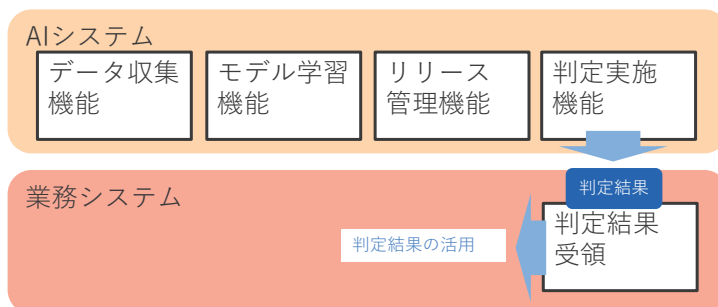 AIシステム
データ収集
機能
モデル学習
機能
リリース
管理機能
判定実施
機能
判定結果
業務システム
判定結果
受領
判定結果の活用